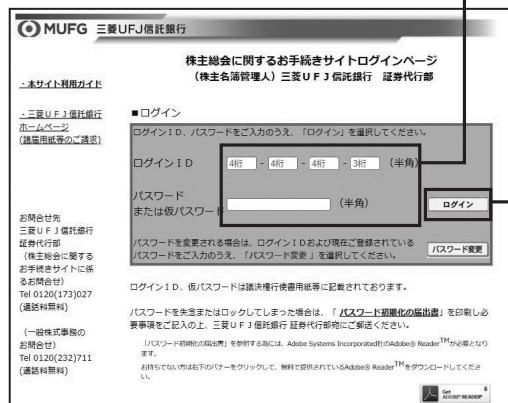 MUFG 三菱UFJ信託銀行
株主総会に関するお手続きサイトログインページ
（株主名簿管理人）三菱ＵＦＪ信託銀行 証券代行部
・本サイト利用ガイド
・三菱ＵＦＪ信託銀行
ホームページ
(諸届用紙等のご請求)
お問合せ先
三菱ＵＦＪ信託銀行
証券代行部
（株主総会に関する
お手続きサイトに係
るお問合せ）
Tel 0120(173)027
(通話料無料)
（一般株式事務の
お問合せ）
Tel 0120(232)711
(通話料無料)
■ログイン
ログインＩＤ、パスワードをご入力のうえ、「ログイン」を選択してください。
ログインＩＤ 4桁 - 4桁 - 4桁 - 3桁 （半角）
パスワード
または仮パスワード （半角）
ログイン
パスワードを変更される場合は、ログインＩＤおよび現在ご登録されている
パスワードをご入力のうえ、「パスワード変更」を選択してください。
パスワード変更
ログインＩＤ、仮パスワードは議決権行使書用紙等に記載されております。
パスワードを失念またはロックしてしまった場合は、「パスワード初期化の届出書」を印刷し必
要事項をご記入の上、三菱ＵＦＪ信託銀行 証券代行部宛にご郵送ください。
「パスワード初期化の届出書」を参照する為には、Adobe Systems Incorporated社のAdobe® Reader™が必要となり
ます。
お持ちでない方は右下のバナーをクリックして、無料で提供されているAdobe® Reader™をダウンロードしてくださ
い。
Get
ADOBE® READER®